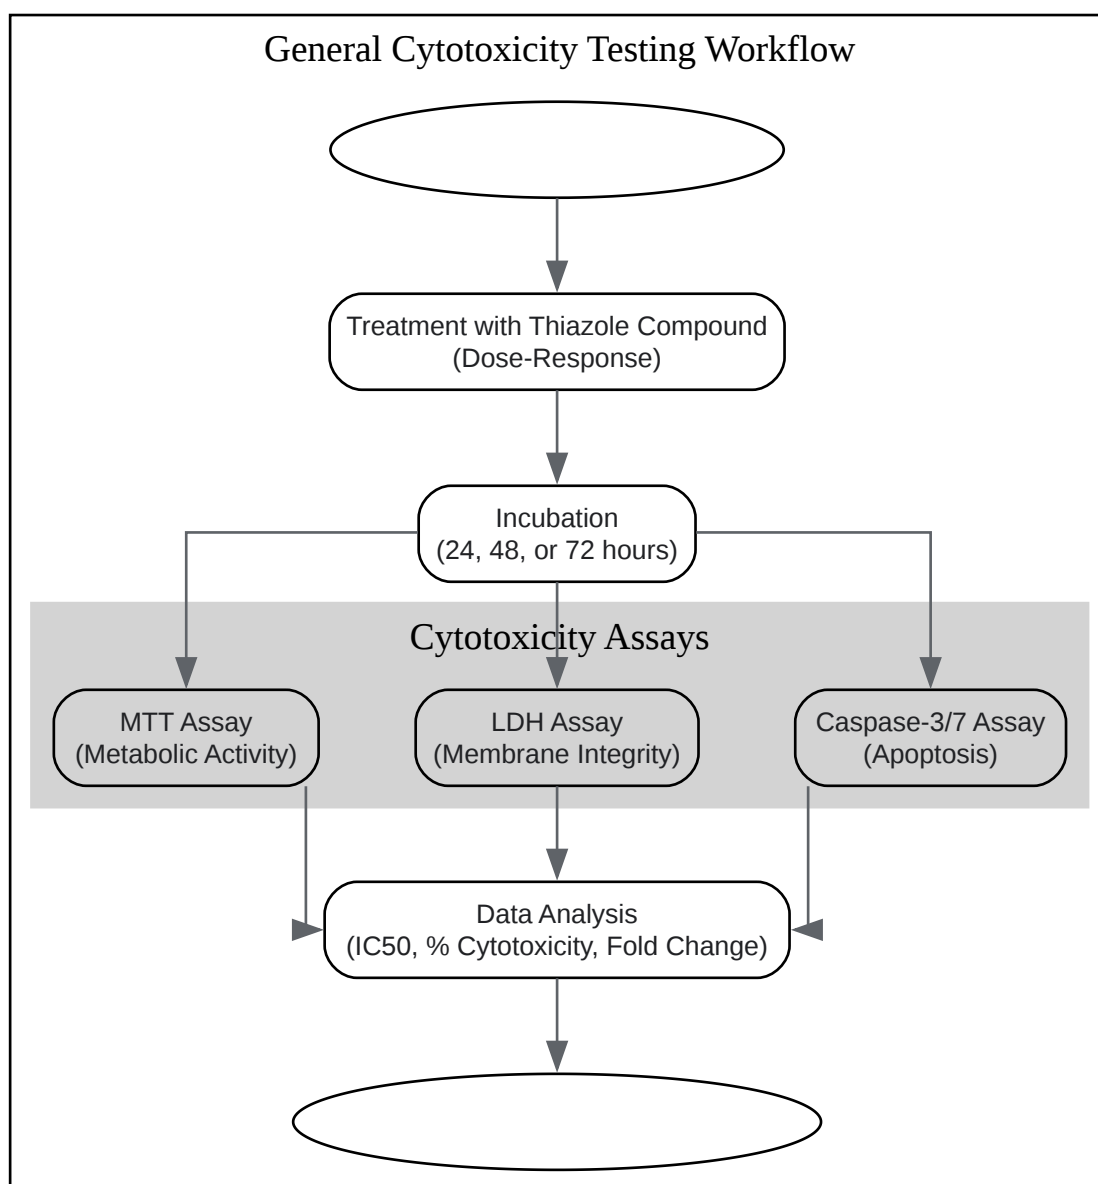 General Cytotoxicity Testing Workflow
Treatment with Thiazole Compound
(Dose-Response)
Incubation
(24, 48, or 72 hours)
Cytotoxicity Assays
MTT Assay
(Metabolic Activity)
LDH Assay
(Membrane Integrity)
Caspase-3/7 Assay
(Apoptosis)
Data Analysis
(IC50, % Cytotoxicity, Fold Change)